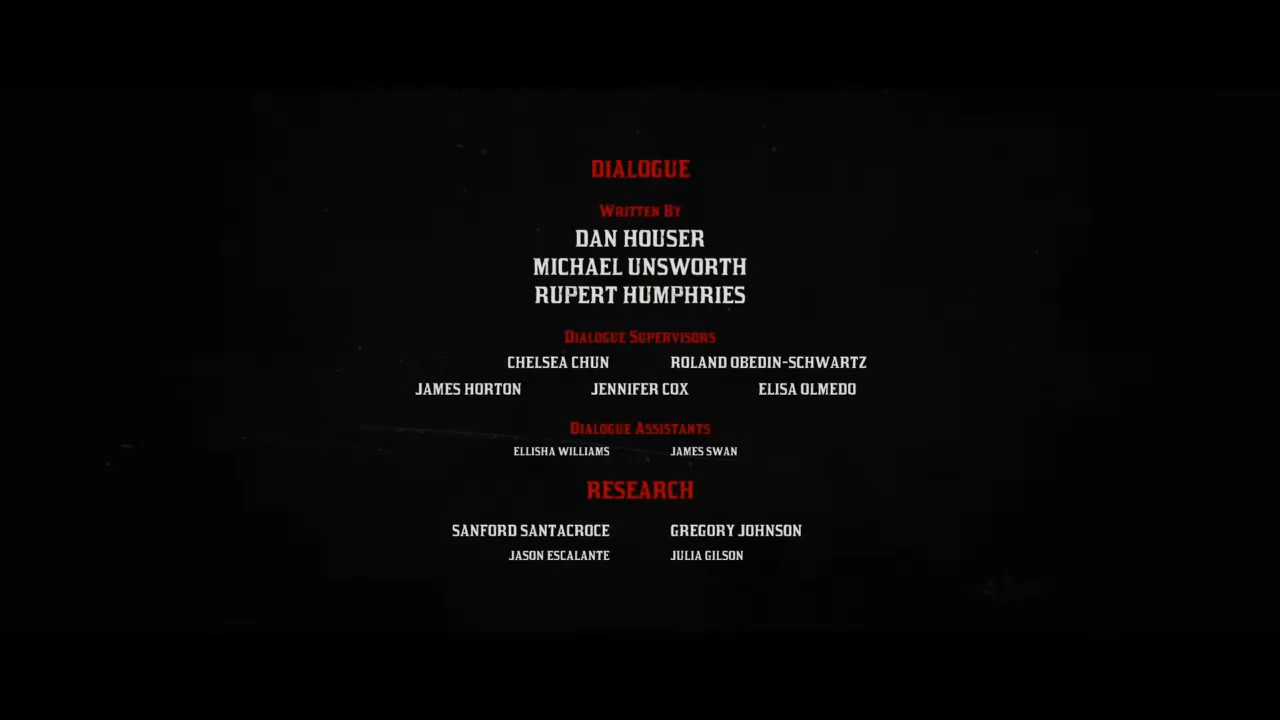 DIALOGUE
WRITTEN BY
DAN HOUSER
MICHAEL UNSWORTH
RUPERT HUMPHRIES
DIALOGUE SUPERVISORS
CHELSEA CHUN ROLAND OBEDIN-SCHWARTZ
JAMES HORTON JENNIFER COX ELISA OLMEDO
DIALOGUE ASSISTANTS
ELLISHA WILLIAMS JAMES SWAN
RESEARCH
SANFORD SANTACROCE GREGORY JOHNSON
JASON ESCALANTE JULIA GILSON